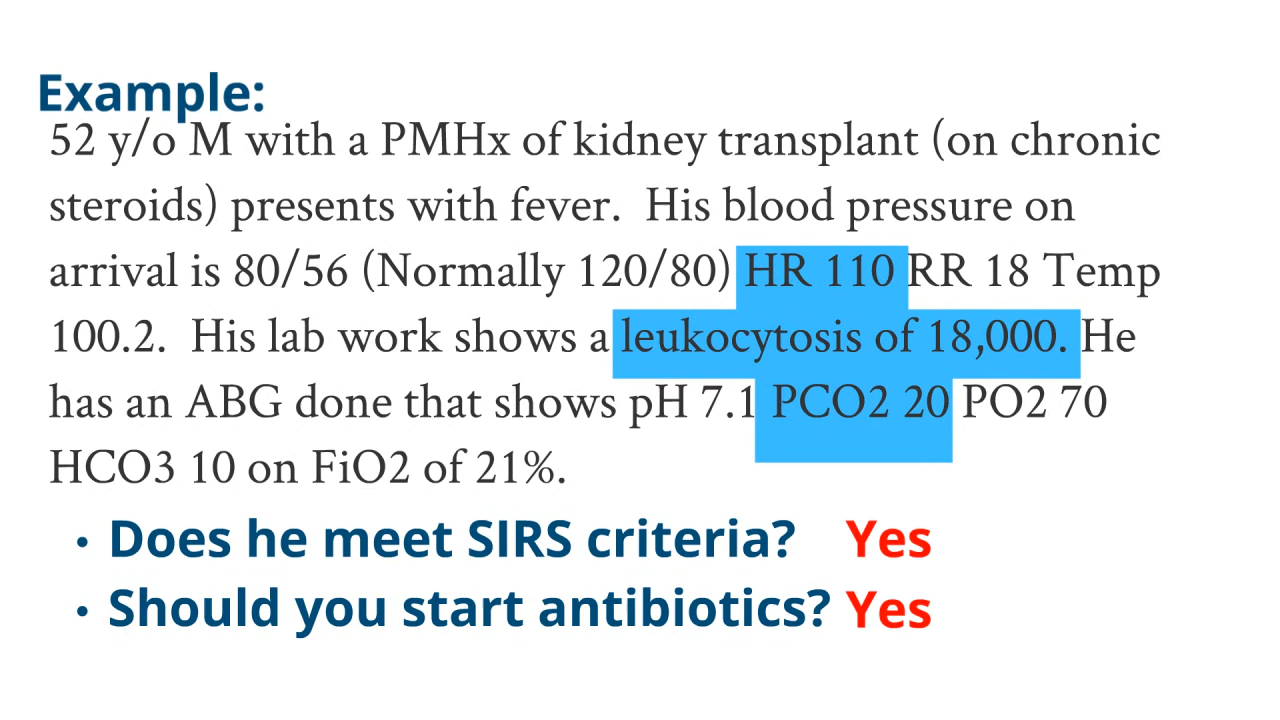 Example:
52 y/o M with a PMHx of kidney transplant (on chronic
steroids) presents with fever. His blood pressure on
arrival is 80/56 (Normally 120/80) HR 110 RR 18 Temp
100.2. His lab work shows a leukocytosis of 18,000. He
has an ABG done that shows pH 7.1 PCO2 20 PO2 70
HCO3 10 on FiO2 of 21%.
• Does he meet SIRS criteria? Yes
• Should you start antibiotics? Yes